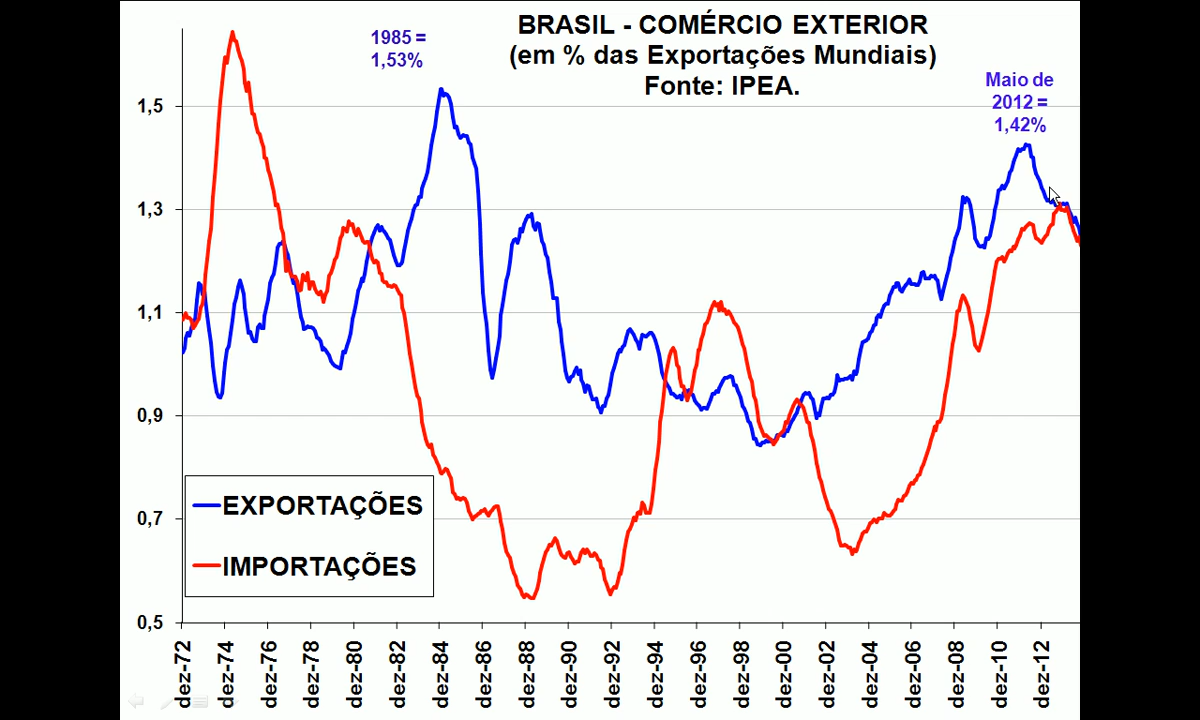 BRASIL - COMÉRCIO EXTERIOR
(em % das Exportações Mundiais)
Fonte: IPEA.
1985 =
1,53%
Maio de
2012 =
1,42%
1,5
1,3
1,1
0,9
0,7
0,5
EXPORTAÇÕES
IMPORTAÇÕES
dez-72
dez-74
dez-76
dez-78
dez-80
dez-82
dez-84
dez-86
dez-88
dez-90
dez-92
dez-94
dez-96
dez-98
dez-00
dez-02
dez-04
dez-06
dez-08
dez-10
dez-12